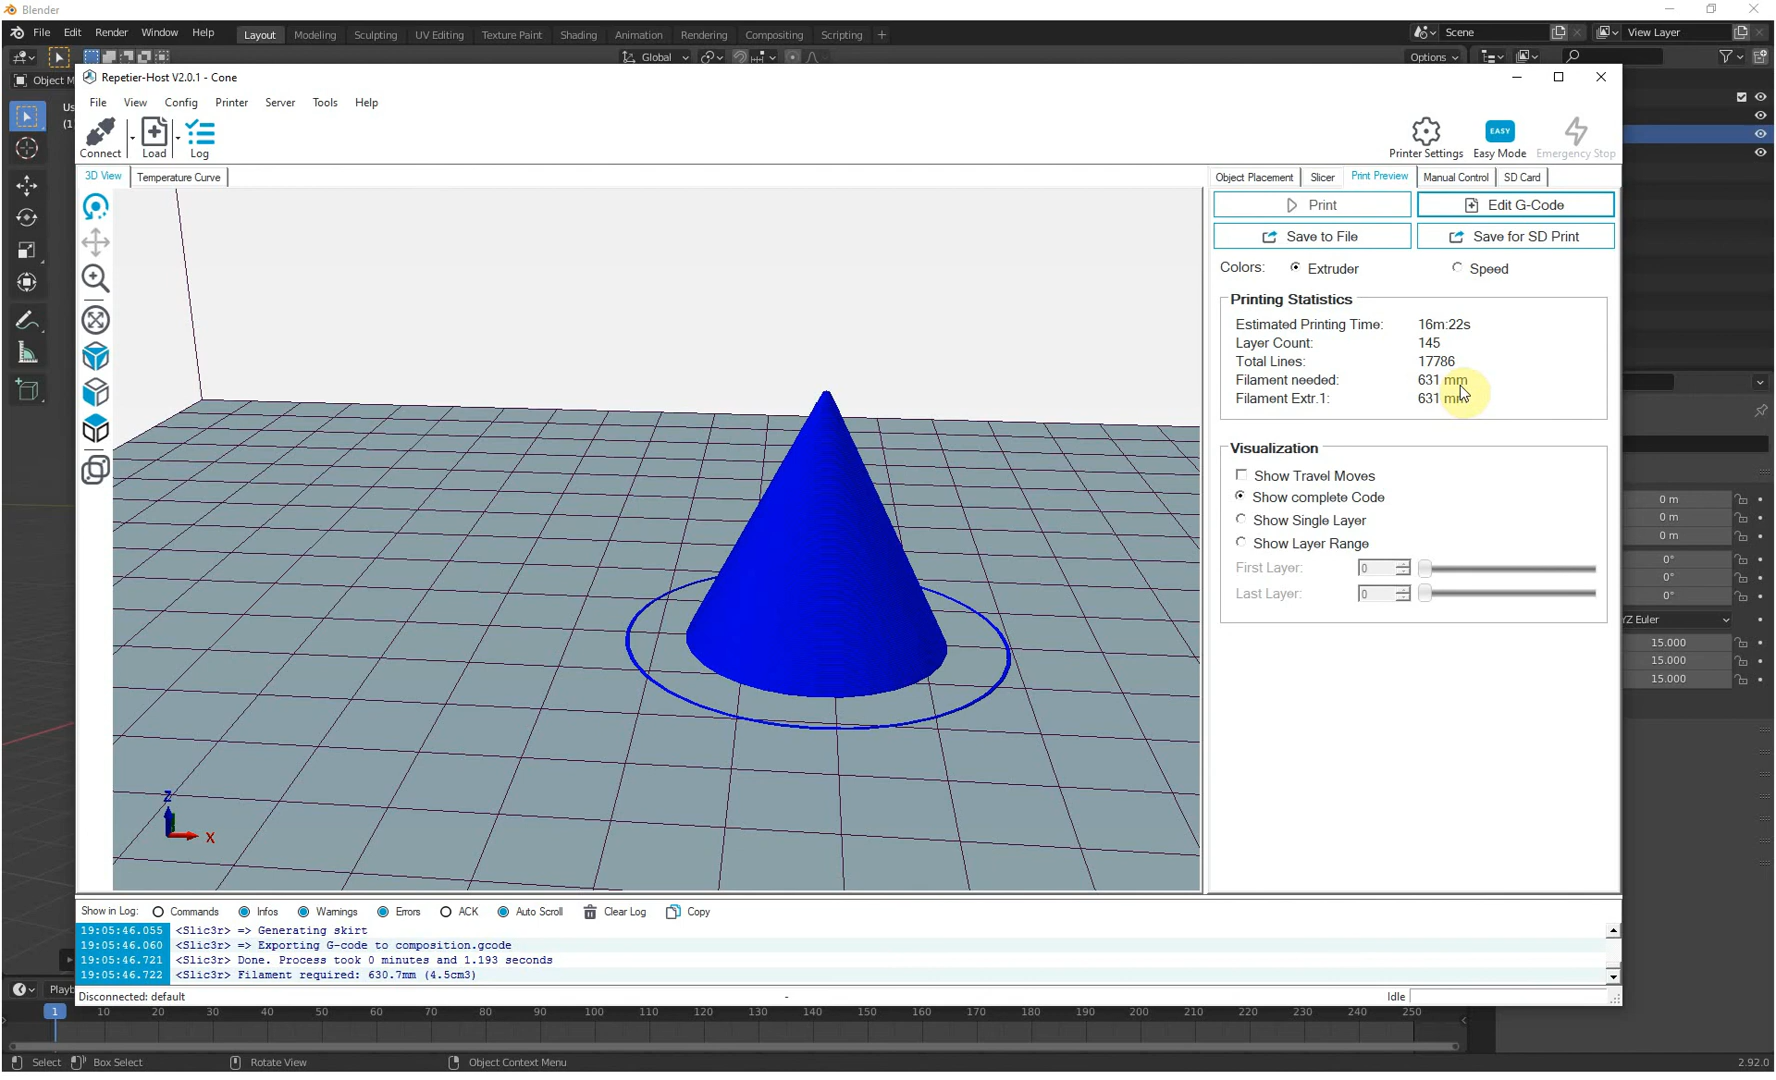 Blender
File Edit Render Window Help Layout Modeling Sculpting UV Editing Texture Paint Shading Animation Rendering Compositing Scripting + Scene View Layer
Global Options
Object M
Repetier-Host V2.0.1 - Cone
Us
(1
File View Config Printer Server Tools Help
Connect Load Log Printer Settings EASY Easy Mode Emergency Stop
3D View Temperature Curve Object Placement Slicer Print Preview Manual Control SD Card
Print Edit G-Code
Save to File Save for SD Print
Colors: Extruder Speed
Printing Statistics
Estimated Printing Time: 16m:22s
Layer Count: 145
Total Lines: 17786
Filament needed: 631 mm
Filament Extr.1: 631 mm
Visualization
Show Travel Moves
Show complete Code
Show Single Layer
Show Layer Range
First Layer: 0
Last Layer: 0
0 m
0 m
0 m
0°
0°
0°
YZ Euler
15.000
15.000
15.000
Z
X
Show in Log: Commands Infos Warnings Errors ACK Auto Scroll Clear Log Copy
19:05:46.055 <Slic3r> => Generating skirt
19:05:46.060 <Slic3r> => Exporting G-code to composition.gcode
19:05:46.721 <Slic3r> Done. Process took 0 minutes and 1.193 seconds
19:05:46.722 <Slic3r> Filament required: 630.7mm (4.5cm3)
Playb
Disconnected: default - Idle
1 10 20 30 40 50 60 70 80 90 100 110 120 130 140 150 160 170 180 190 200 210 220 230 240 250
Select Box Select Rotate View Object Context Menu 2.92.0